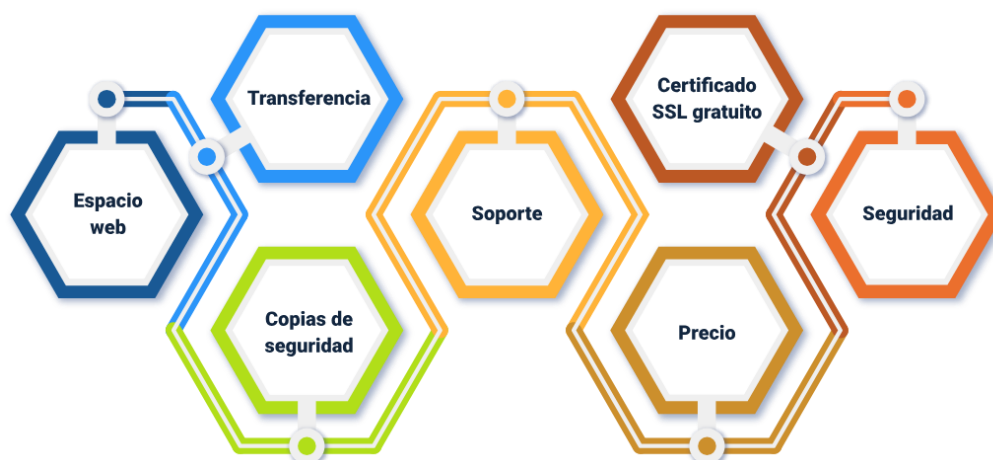 Espacio
web
Transferencia
Copias de
seguridad
Soporte
Precio
Certificado
SSL gratuito
Seguridad